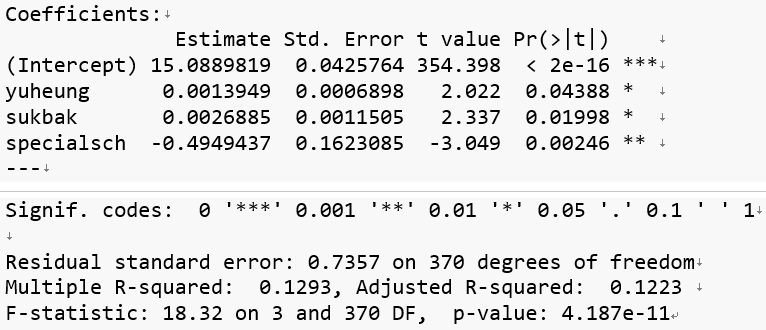 Coefficients:↓
Estimate Std. Error t value Pr(>|t|) ↓
(Intercept) 15.0889819 0.0425764 354.398 < 2e-16 *** ↓
yuheung 0.0013949 0.0006898 2.022 0.04388 * ↓
sukbak 0.0026885 0.0011505 2.337 0.01998 * ↓
specialsch -0.4949437 0.1623085 -3.049 0.00246 ** ↓
---↓
Signif. codes: 0 '***' 0.001 '**' 0.01 '*' 0.05 '.' 0.1 ' ' 1↓
↓
Residual standard error: 0.7357 on 370 degrees of freedom↓
Multiple R-squared: 0.1293, Adjusted R-squared: 0.1223 ↓
F-statistic: 18.32 on 3 and 370 DF, p-value: 4.187e-11↵